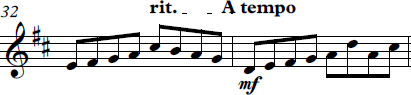 32
rit. _ _ A tempo
mf